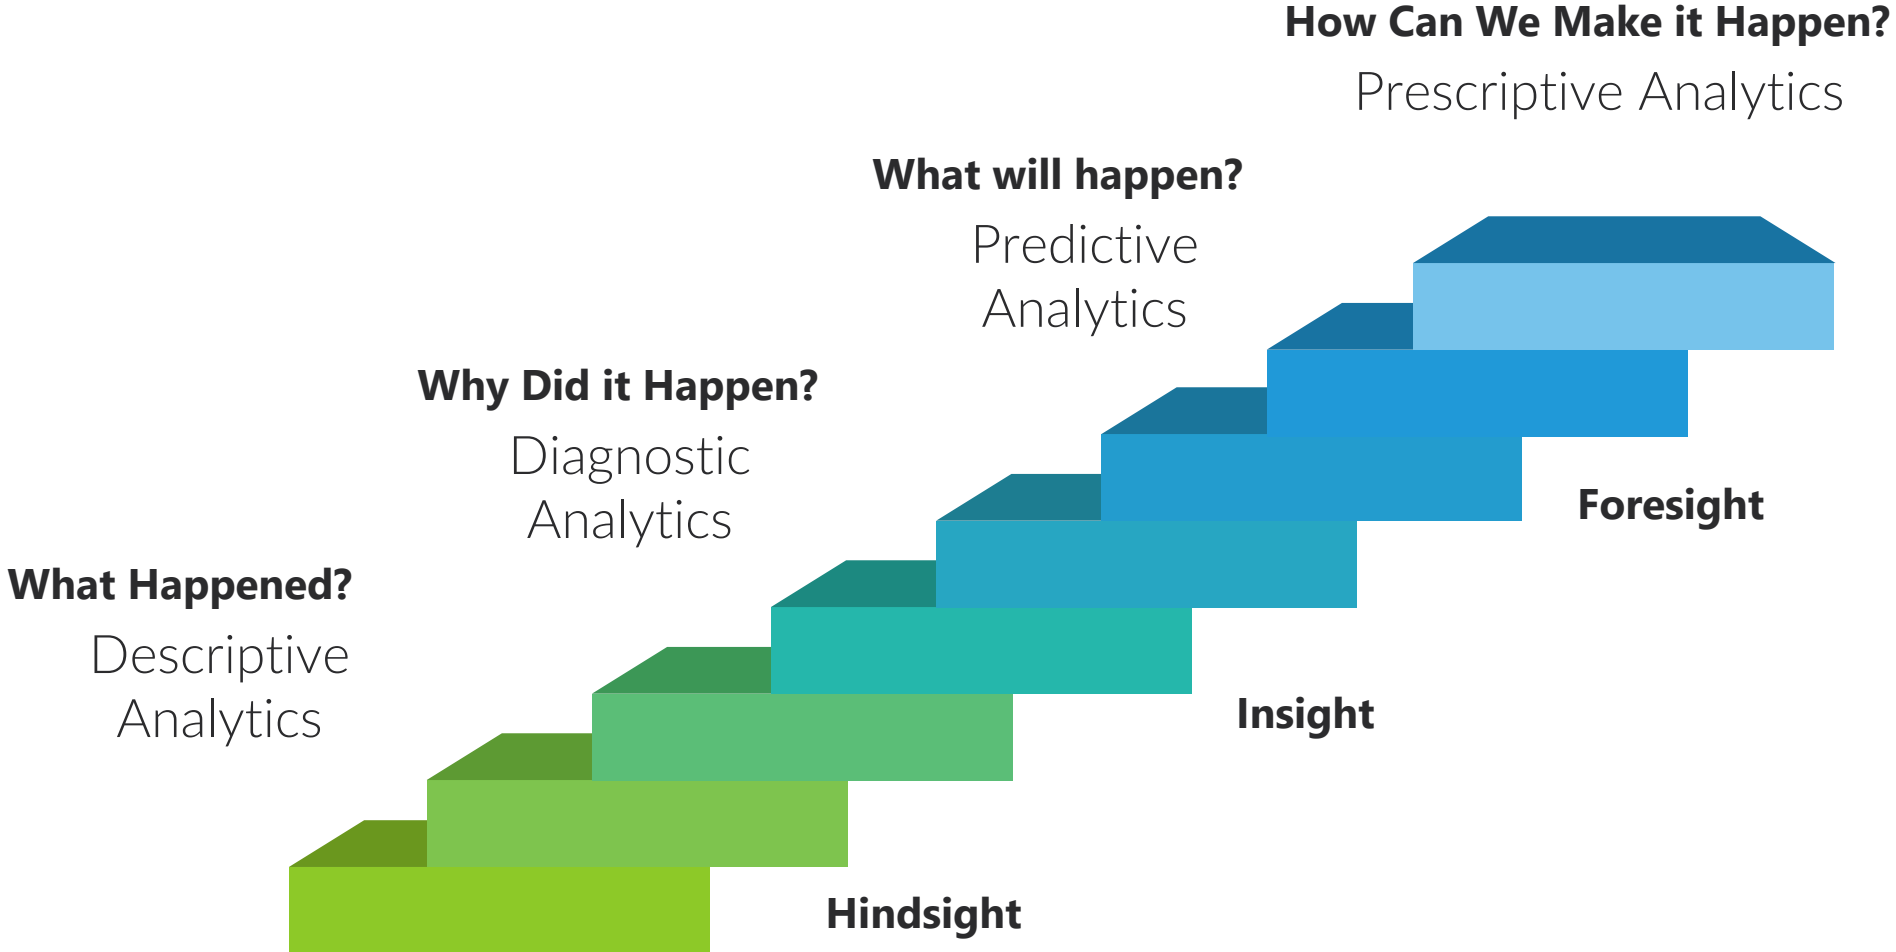 How Can We Make it Happen?
Prescriptive Analytics
What will happen?
Predictive
Analytics
Why Did it Happen?
Diagnostic
Analytics
Foresight
What Happened?
Descriptive
Analytics
Insight
Hindsight